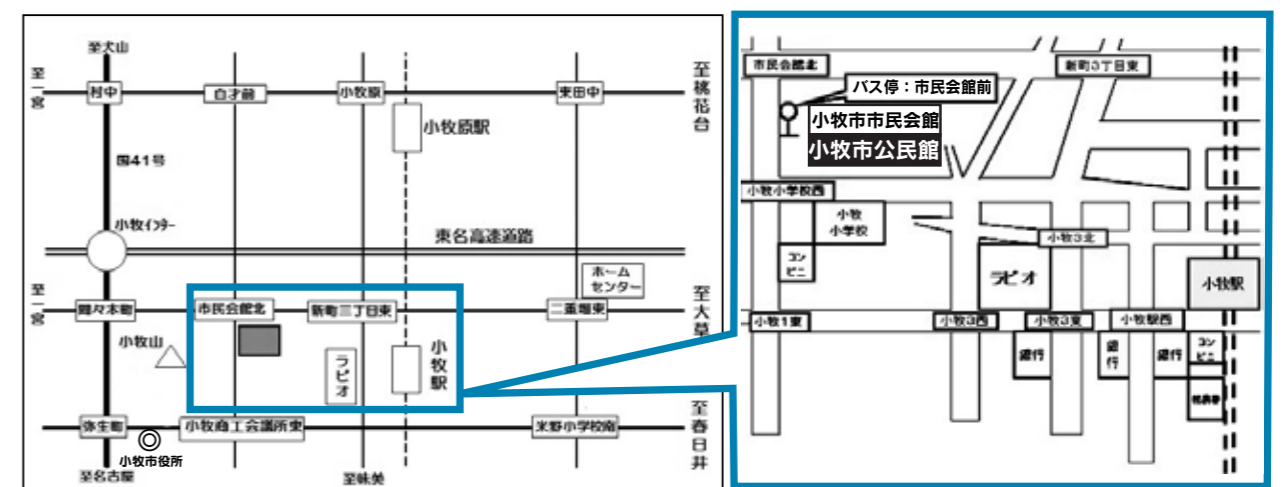 至犬山
至一宮
村中
白才前
小牧原
東田中
至桃花台
小牧原駅
国41号
小牧インター
東名高速道路
ホーム
センター
至一宮
間々本町
市民会館北
新町三丁目東
二重堀東
至大草
小牧山
ラピオ
小牧駅
弥生町
小牧商工会議所東
米野小学校南
至春日井
小牧市役所
至名古屋
至味美
市民会館北
新町3丁目東
バス停：市民会館前
小牧市市民会館
小牧市公民館
小牧小学校西
小牧
小学校
小牧3北
コン
ビニ
ラピオ
小牧駅
小牧1東
小牧3西
小牧3東
小牧駅西
銀行
銀行
銀行
コン
ビニ